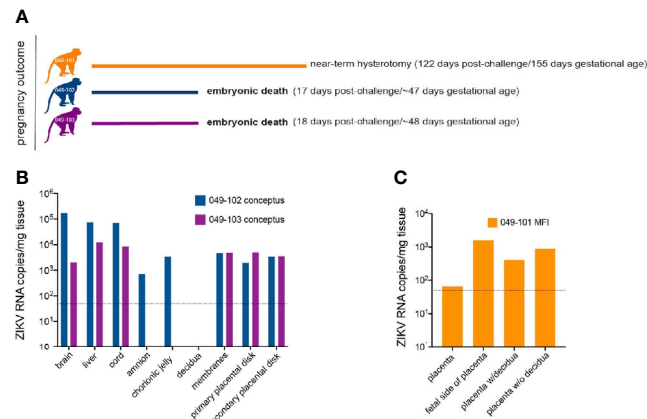 A
pregnancy outcome
049-101
near-term hysterotomy (122 days post-challenge/155 days gestational age)
049-102
embryonic death (17 days post-challenge/~47 days gestational age)
049-103
embryonic death (18 days post-challenge/~48 days gestational age)
B
ZIKV RNA copies/mg tissue
10⁶
10⁵
10⁴
10³
10²
10¹
10
049-102 conceptus
049-103 conceptus
brain
liver
cord
amnion
chorionic jelly
decidua
membranes
primary placental disk
secondary placental disk
C
ZIKV RNA copies/mg tissue
10⁴
10³
10²
10¹
049-101 MFI
placenta
fetal side of placenta
placenta w/decidua
placenta w/o decidua